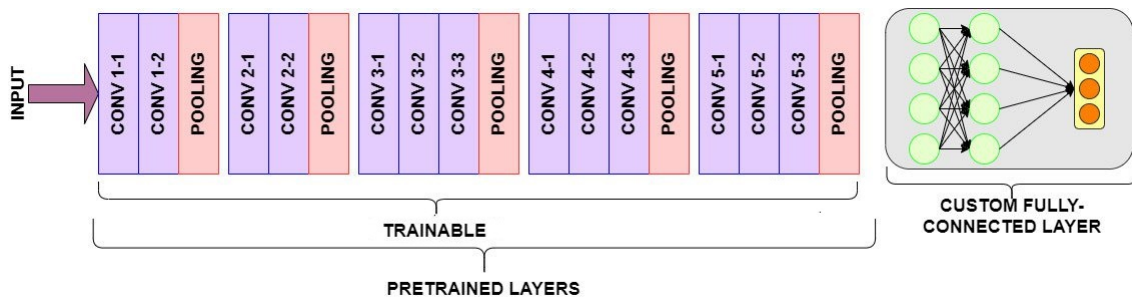 INPUT
CONV 1-1
CONV 1-2
POOLING
CONV 2-1
CONV 2-2
POOLING
CONV 3-1
CONV 3-2
CONV 3-3
POOLING
CONV 4-1
CONV 4-2
CONV 4-3
POOLING
CONV 5-1
CONV 5-2
CONV 5-3
POOLING
TRAINABLE
PRETRAINED LAYERS
CUSTOM FULLY-
CONNECTED LAYER